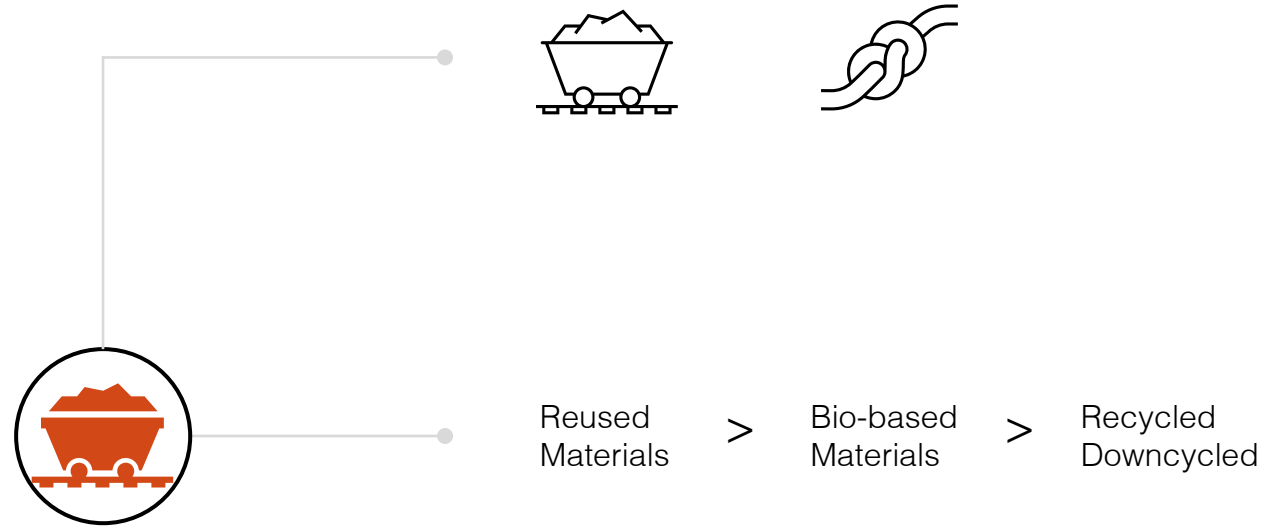 Reused > Bio-based > Recycled
Materials Materials Downcycled